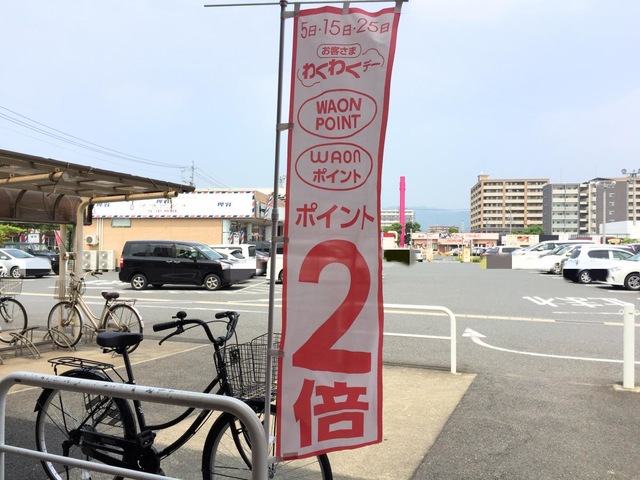 5日・15日・25日
お客さま
わくわくデー
WAON
POINT
WAON
ポイント
ポイント
2
倍